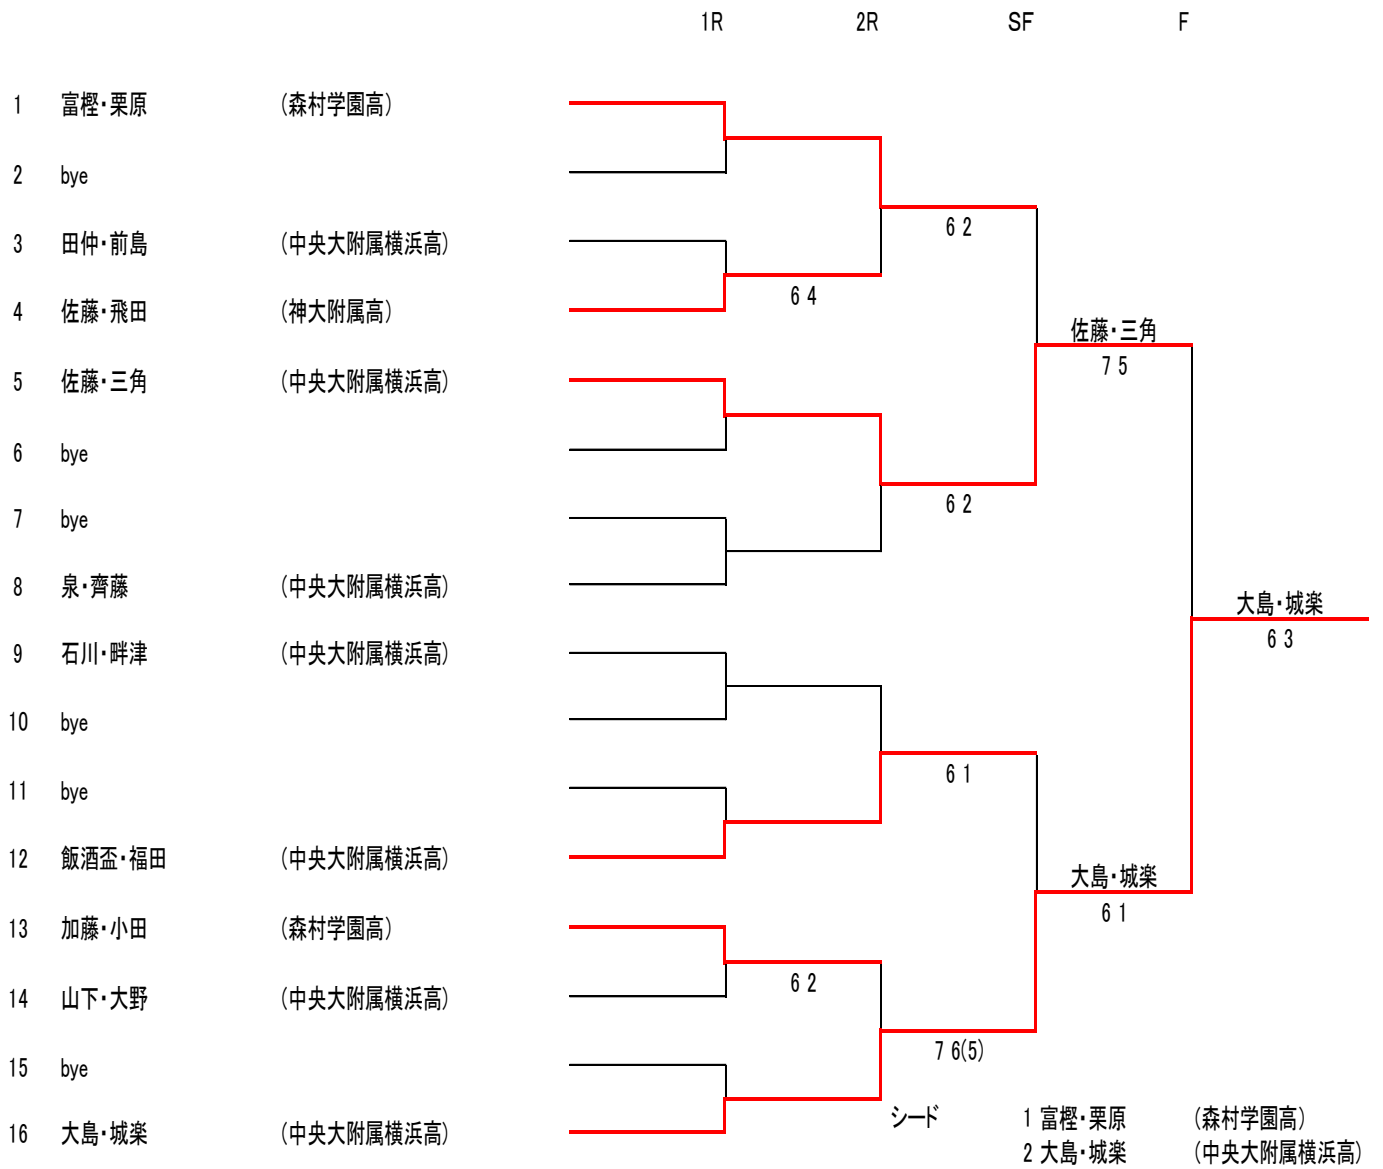 1R 2R SF F
1 富樫・栗原 (森村学園高)
2 bye
6 2
3 田仲・前島 (中央大附属横浜高)
6 4
4 佐藤・飛田 (神大附属高)
佐藤・三角
7 5
5 佐藤・三角 (中央大附属横浜高)
6 bye
6 2
7 bye
8 泉・齊藤 (中央大附属横浜高)
大島・城楽
6 3
9 石川・畔津 (中央大附属横浜高)
10 bye
6 1
11 bye
12 飯酒盃・福田 (中央大附属横浜高)
大島・城楽
6 1
13 加藤・小田 (森村学園高)
6 2
14 山下・大野 (中央大附属横浜高)
7 6(5)
15 bye
シード 1 富樫・栗原 (森村学園高)
16 大島・城楽 (中央大附属横浜高)
2 大島・城楽 (中央大附属横浜高)